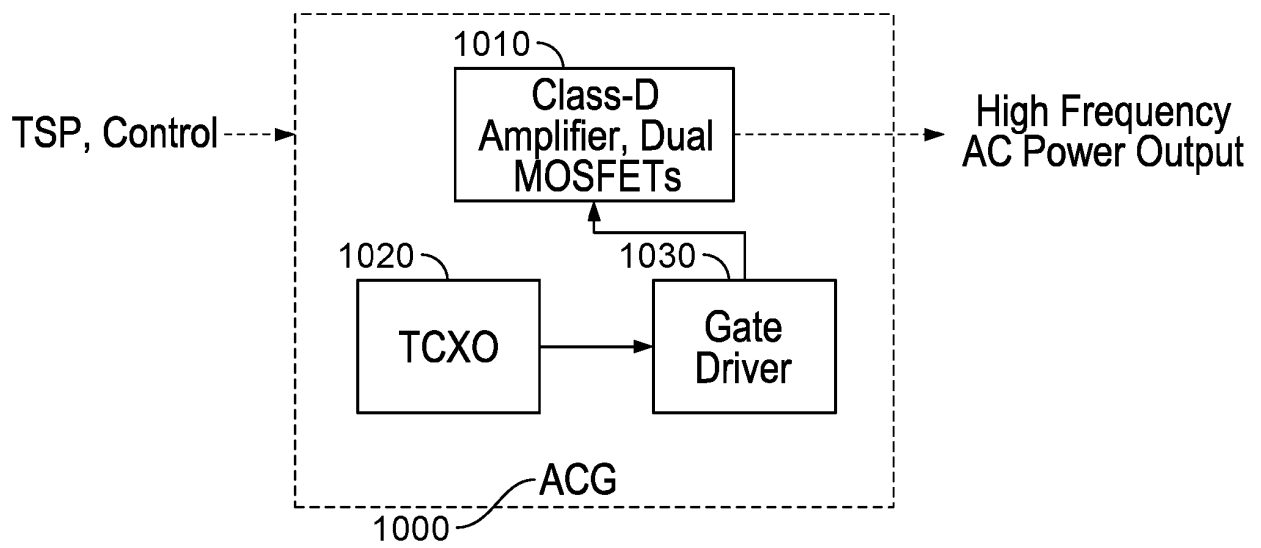 1010
Class-D
Amplifier, Dual
MOSFETs
TSP, Control
High Frequency
AC Power Output
1020
TCXO
1030
Gate
Driver
ACG
1000